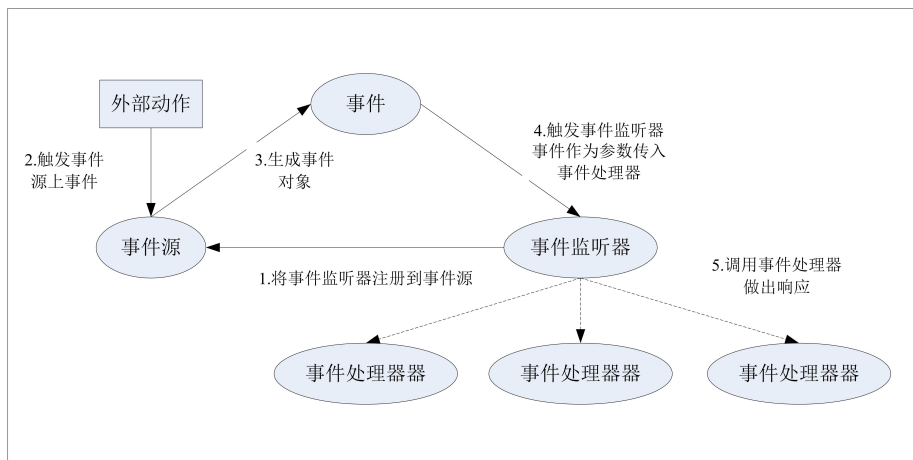 外部动作
事件
2.触发事件
源上事件
3.生成事件
对象
4.触发事件监听器
事件作为参数传入
事件处理器
事件源
事件监听器
1.将事件监听器注册到事件源
5.调用事件处理器
做出响应
事件处理器器
事件处理器器
事件处理器器